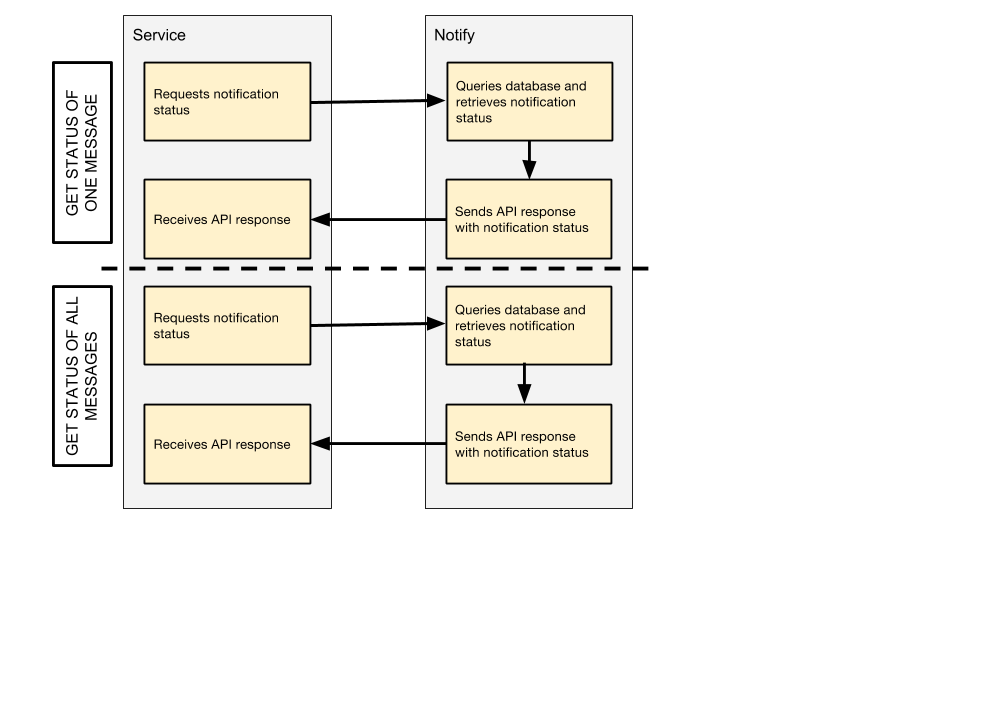 Service
Notify
GET STATUS OF
ONE MESSAGE
Requests notification
status
Queries database and
retrieves notification
status
Receives API response
Sends API response
with notification status
GET STATUS OF ALL
MESSAGES
Requests notification
status
Queries database and
retrieves notification
status
Receives API response
Sends API response
with notification status